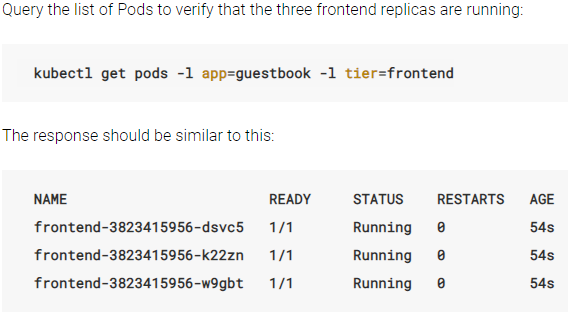 Query the list of Pods to verify that the three frontend replicas are running:
kubectl get pods -l app=guestbook -l tier=frontend
The response should be similar to this:
NAME READY STATUS RESTARTS AGE
frontend-3823415956-dsvc5 1/1 Running 0 54s
frontend-3823415956-k22zn 1/1 Running 0 54s
frontend-3823415956-w9gbt 1/1 Running 0 54s